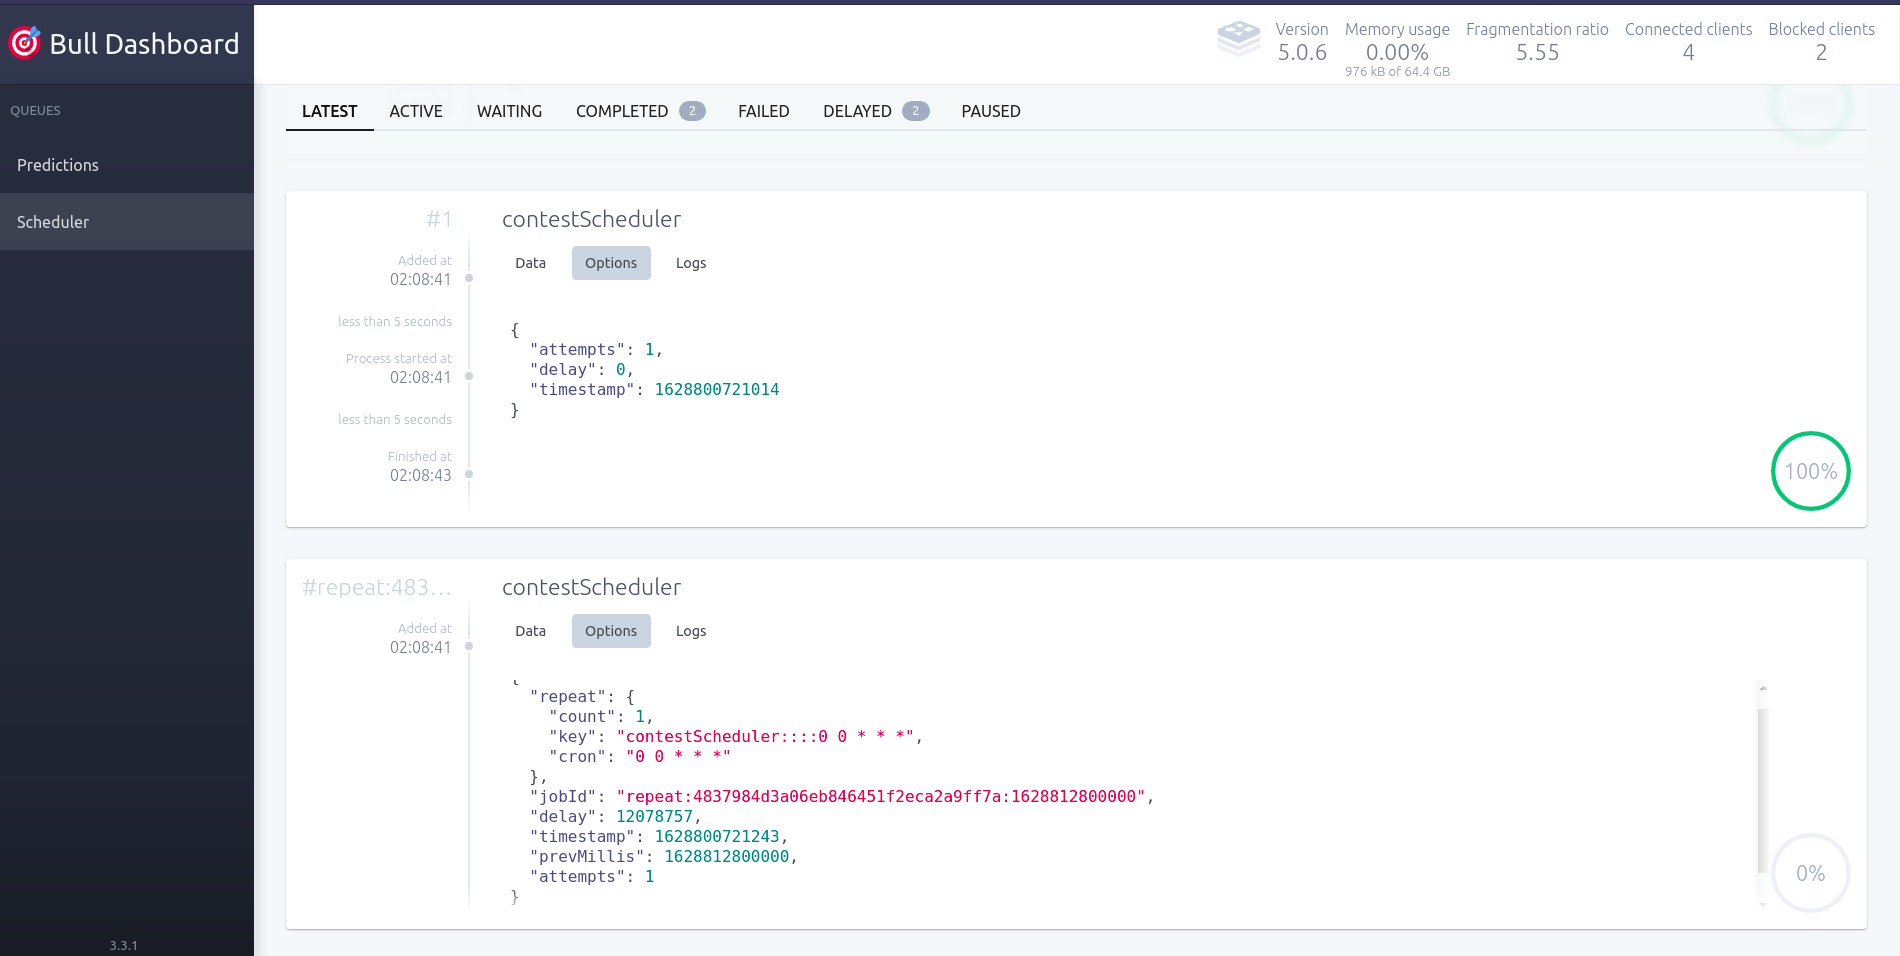 Bull Dashboard
QUEUES
Predictions
Scheduler
3.3.1
Version
5.0.6
Memory usage
0.00%
976 kB of 64.4 GB
Fragmentation ratio
5.55
Connected clients
4
Blocked clients
2
LATEST ACTIVE WAITING COMPLETED 2 FAILED DELAYED 2 PAUSED
#1
Added at
02:08:41
less than 5 seconds
Process started at
02:08:41
less than 5 seconds
Finished at
02:08:43
contestScheduler
Data Options Logs
{
"attempts": 1,
"delay": 0,
"timestamp": 1628800721014
}
100%
#repeat:483...
Added at
02:08:41
contestScheduler
Data Options Logs
{
"repeat": {
"count": 1,
"key": "contestScheduler::::0 0 * * *",
"cron": "0 0 * * *"
},
"jobId": "repeat:4837984d3a06eb846451f2eca2a9ff7a:1628812800000",
"delay": 12078757,
"timestamp": 1628800721243,
"prevMillis": 1628812800000,
"attempts": 1
}
0%